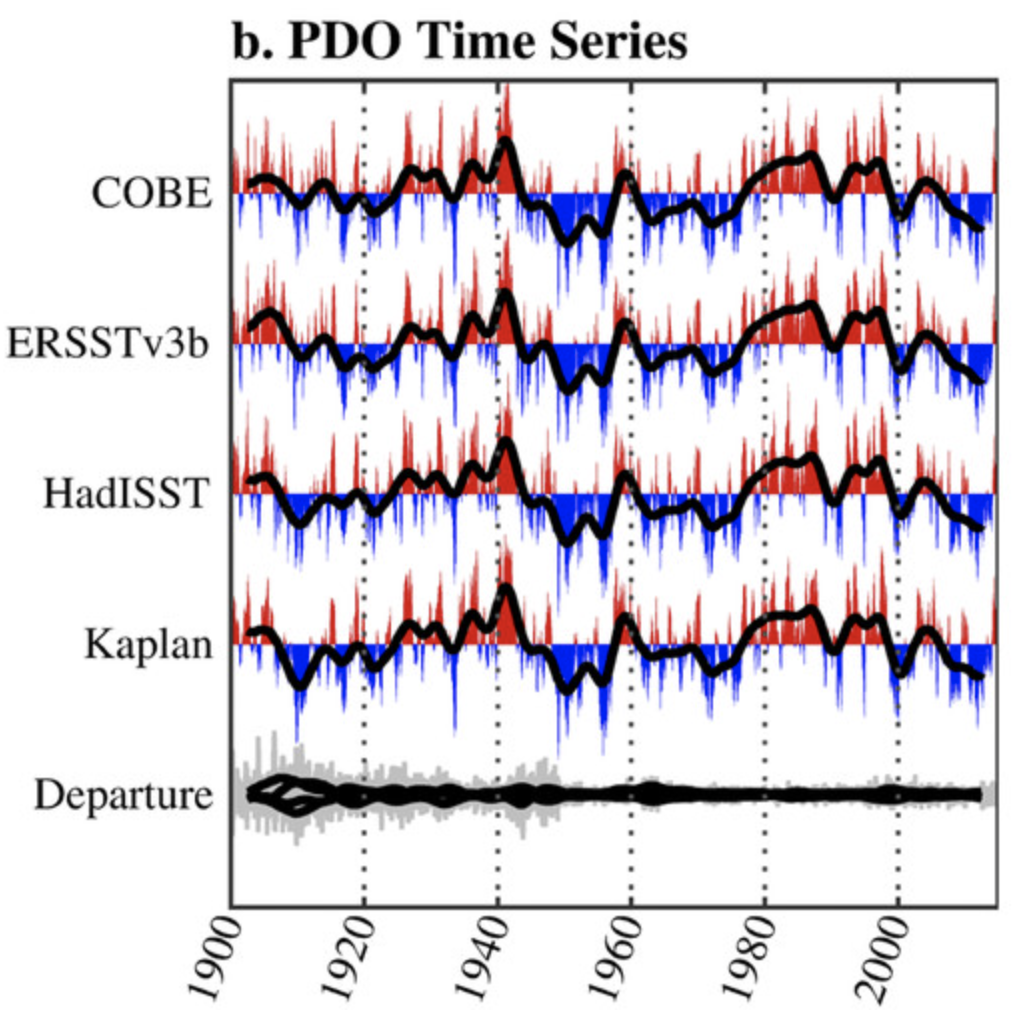 b. PDO Time Series
COBE
ERSSTv3b
HadISST
Kaplan
Departure
1900
1920
1940
1960
1980
2000